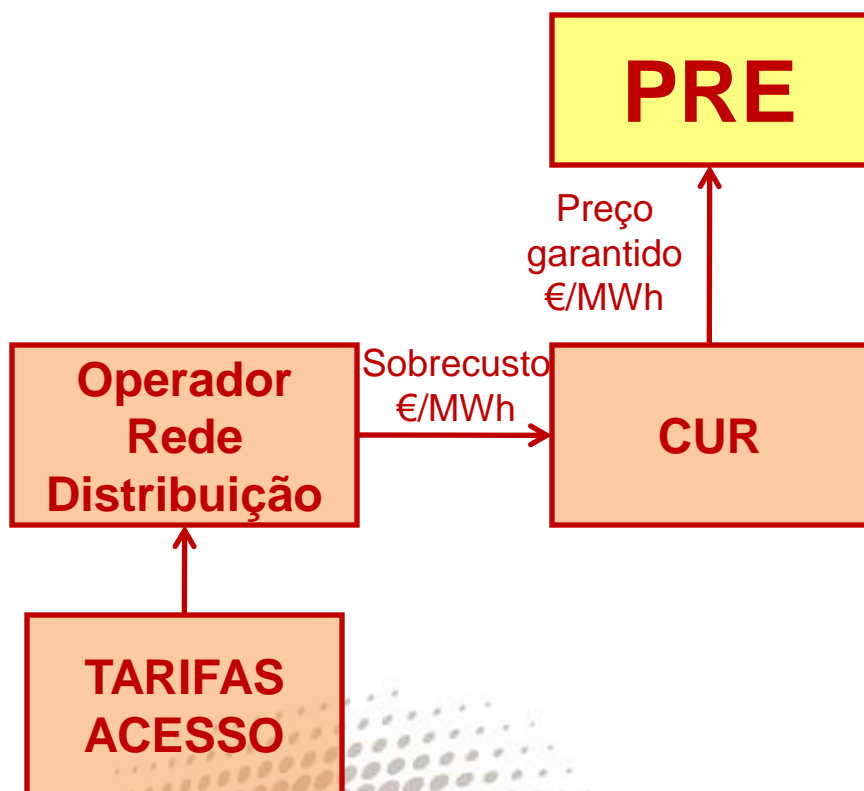 PRE
Preço
garantido
€/MWh
Operador
Rede
Distribuição
Sobrecusto
€/MWh
CUR
TARIFAS
ACESSO